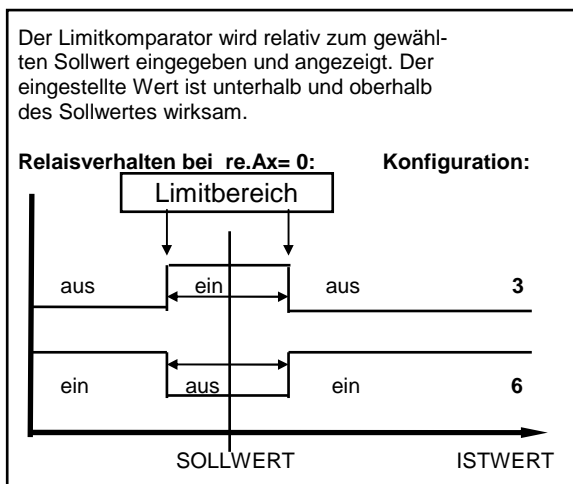 Der Limitkomparator wird relativ zum gewähl-
ten Sollwert eingegeben und angezeigt. Der
eingestellte Wert ist unterhalb und oberhalb
des Sollwertes wirksam.
Relaisverhalten bei re.Ax= 0: Konfiguration:
Limitbereich
aus ein aus 3
ein aus ein 6
SOLLWERT ISTWERT